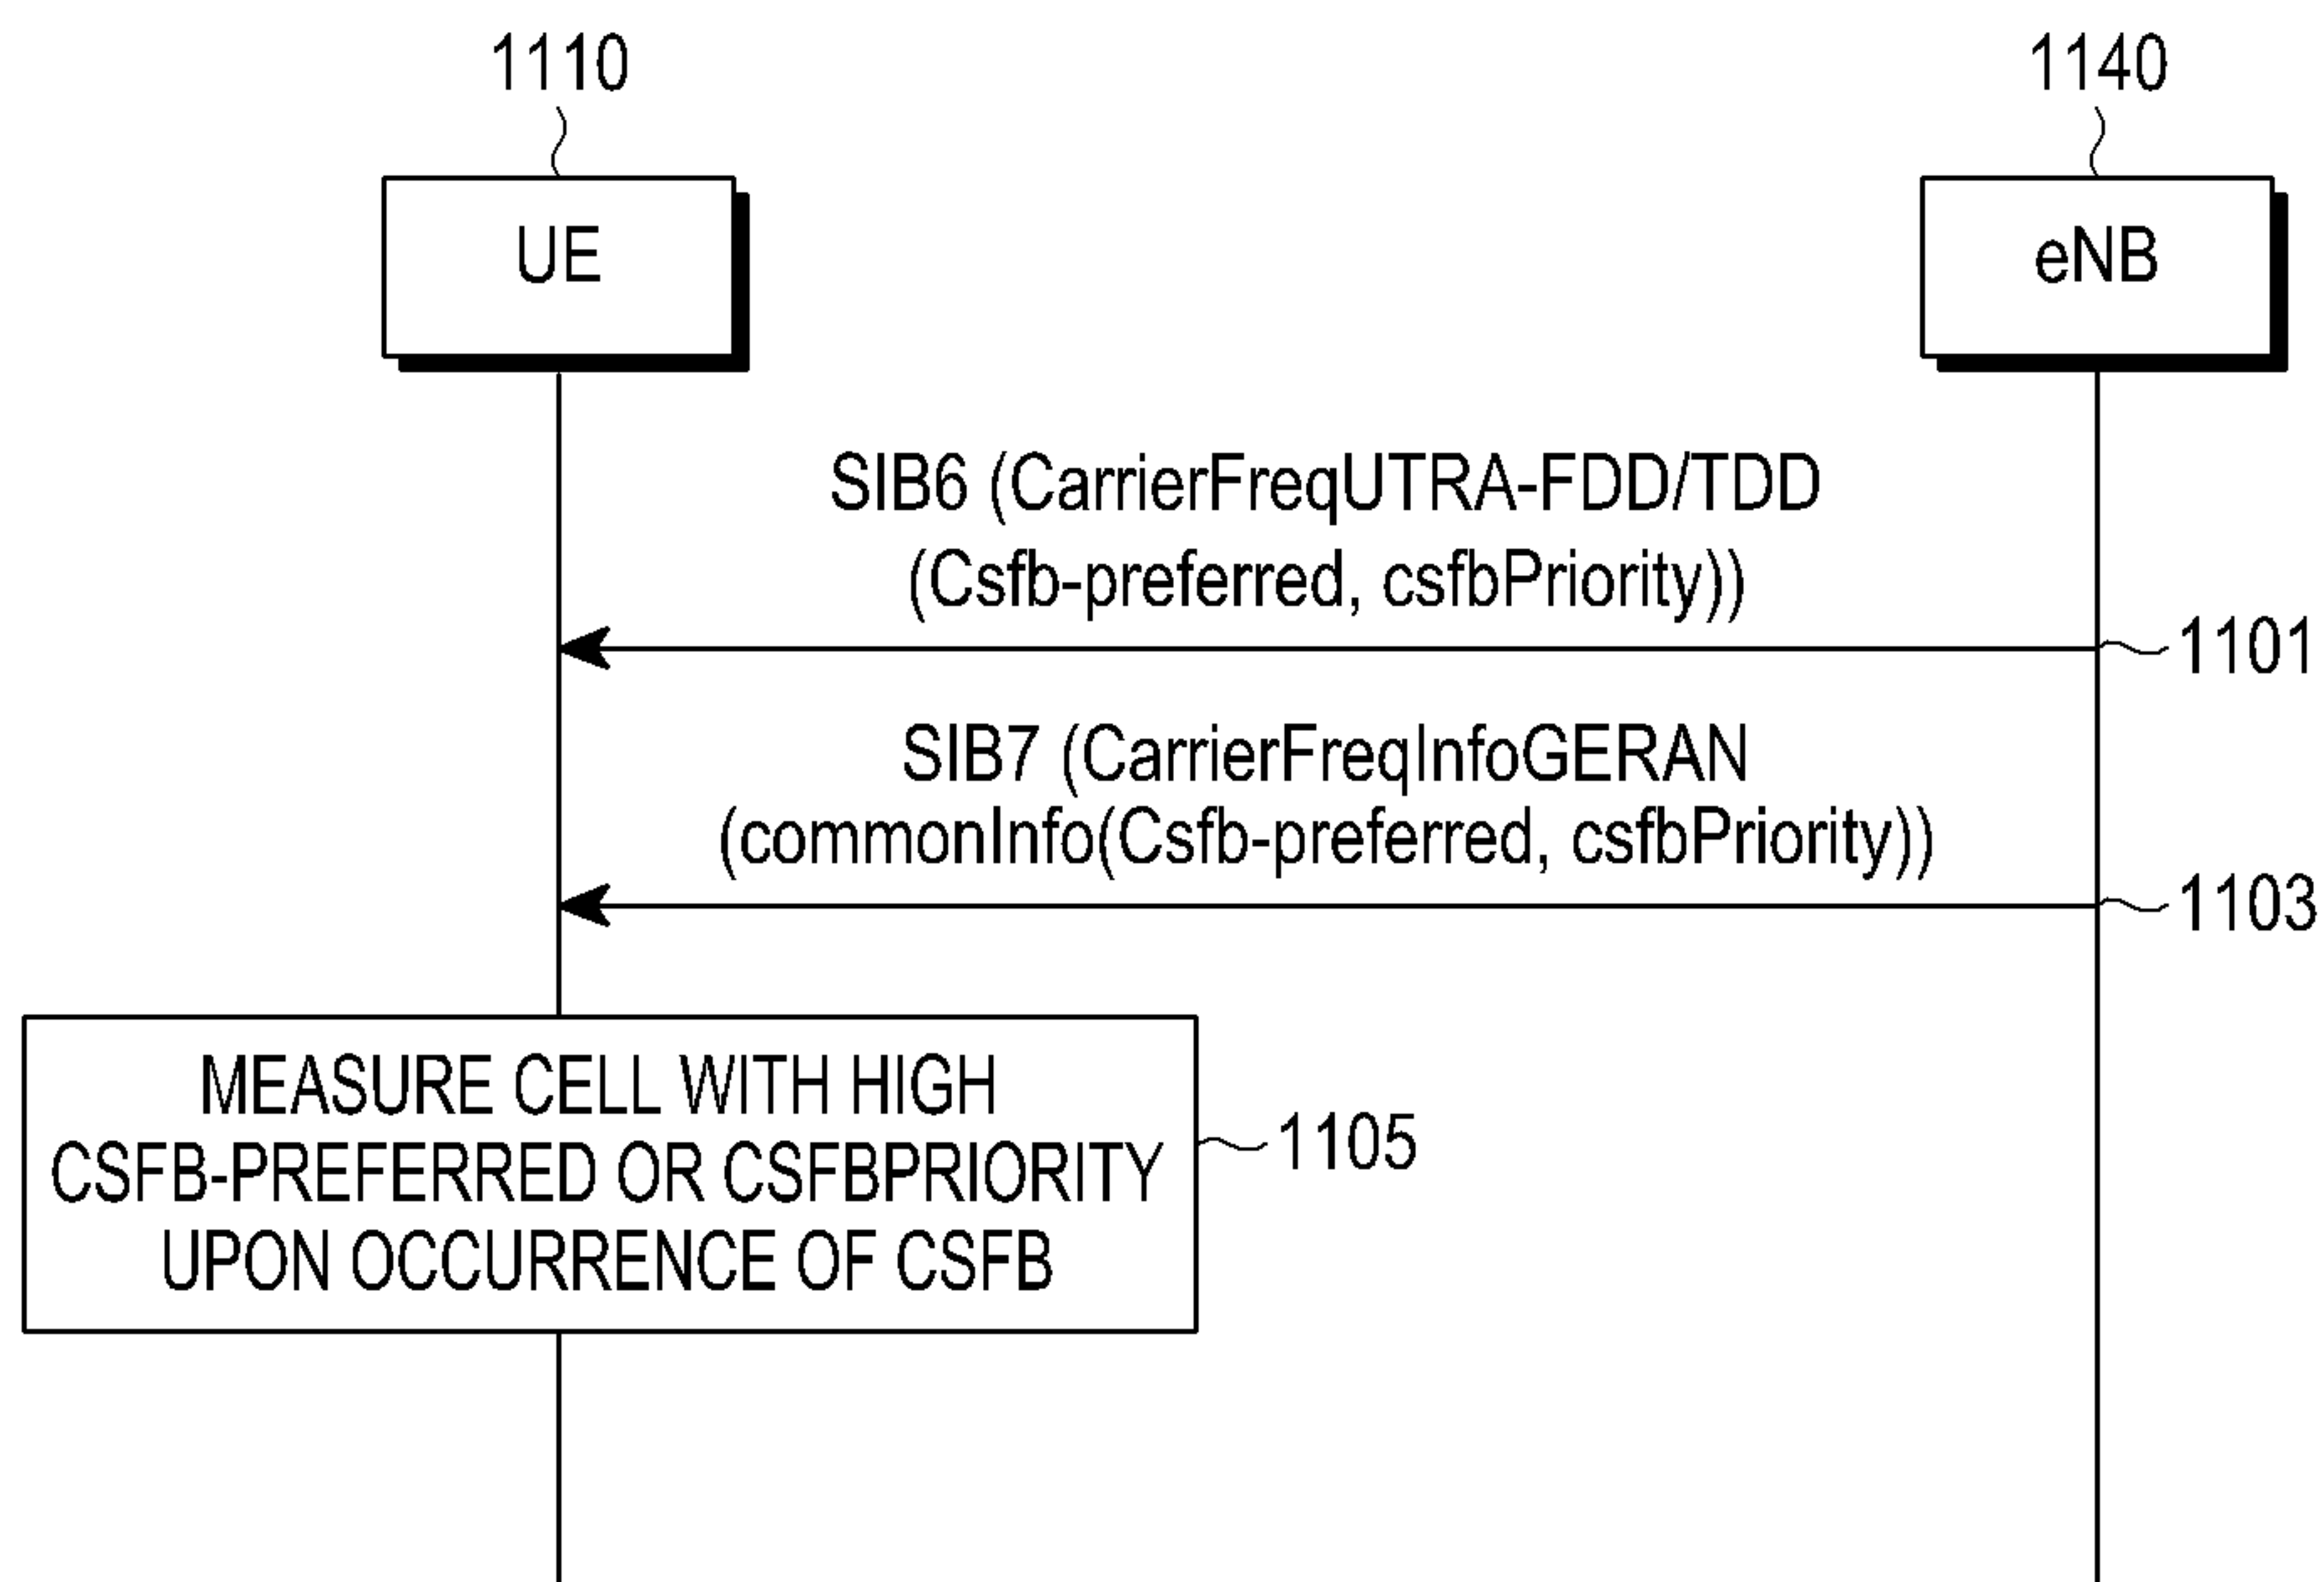 1110
1140
UE
eNB
SIB6 (CarrierFreqUTRA-FDD/TDD
(Csfb-preferred, csfbPriority))
1101
SIB7 (CarrierFreqInfoGERAN
(commonInfo(Csfb-preferred, csfbPriority))
1103
MEASURE CELL WITH HIGH
CSFB-PREFERRED OR CSFBPRIORITY
UPON OCCURRENCE OF CSFB
1105